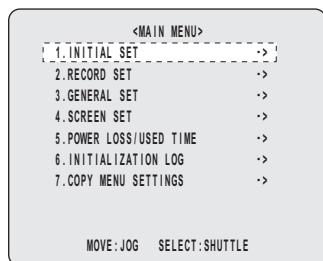 <MAIN MENU>
1.INITIAL SET ->
2.RECORD SET ->
3.GENERAL SET ->
4.SCREEN SET ->
5.POWER LOSS/USED TIME ->
6.INITIALIZATION LOG ->
7.COPY MENU SETTINGS ->
MOVE:JOG SELECT:SHUTTLE